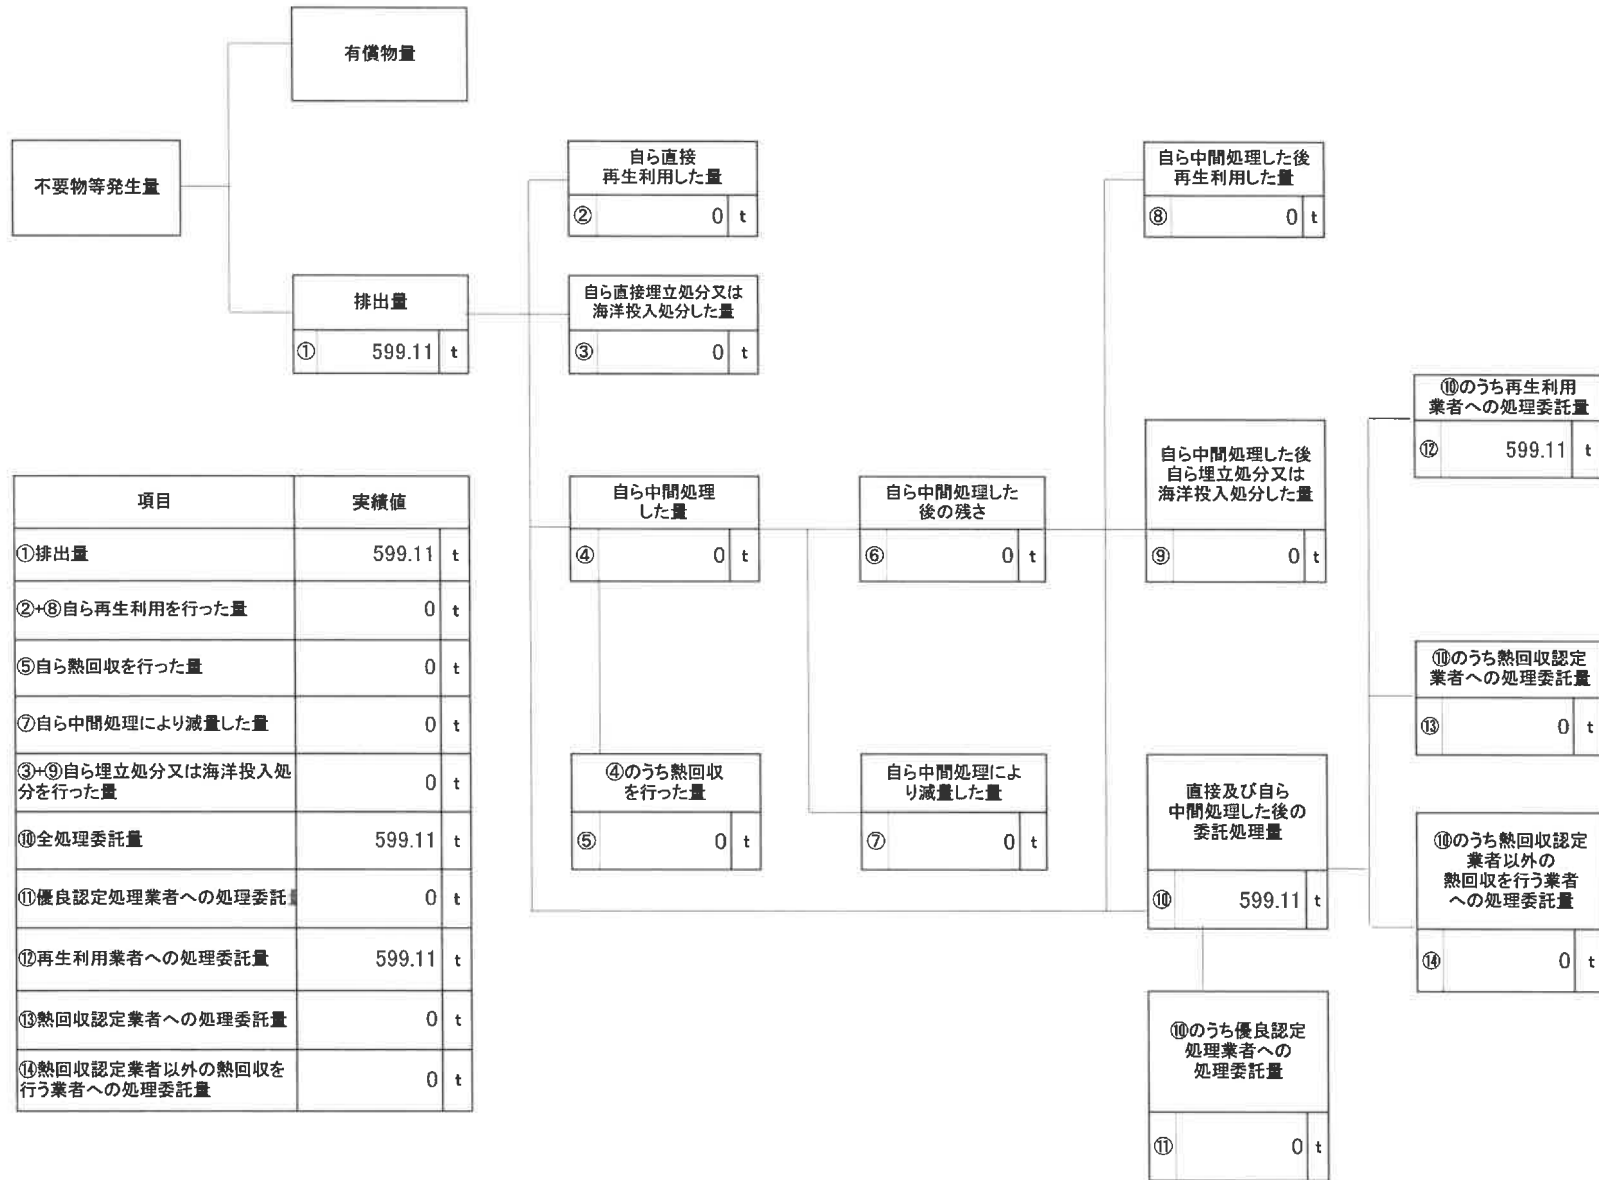 有償物量
不要物等発生量
排出量
① 599.11 t
自ら直接
再生利用した量
② 0 t
自ら直接埋立処分又は
海洋投入処分した量
③ 0 t
自ら中間処理
した量
④ 0 t
④のうち熱回収
を行った量
⑤ 0 t
自ら中間処理した
後の残さ
⑥ 0 t
自ら中間処理によ
り減量した量
⑦ 0 t
自ら中間処理した後
再生利用した量
⑧ 0 t
自ら中間処理した後
自ら埋立処分又は
海洋投入処分した量
⑨ 0 t
直接及び自ら
中間処理した後の
委託処理量
⑩ 599.11 t
⑩のうち優良認定
処理業者への
処理委託量
⑪ 0 t
⑩のうち再生利用
業者への処理委託量
⑫ 599.11 t
⑩のうち熱回収認定
業者への処理委託量
⑬ 0 t
⑩のうち熱回収認定
業者以外の
熱回収を行う業者
への処理委託量
⑭ 0 t
項目 実績値
①排出量 599.11 t
②+⑧自ら再生利用を行った量 0 t
⑤自ら熱回収を行った量 0 t
⑦自ら中間処理により減量した量 0 t
③+⑨自ら埋立処分又は海洋投入処
分を行った量 0 t
⑩全処理委託量 599.11 t
⑪優良認定処理業者への処理委託 0 t
⑫再生利用業者への処理委託量 599.11 t
⑬熱回収認定業者への処理委託量 0 t
⑭熱回収認定業者以外の熱回収を
行う業者への処理委託量 0 t